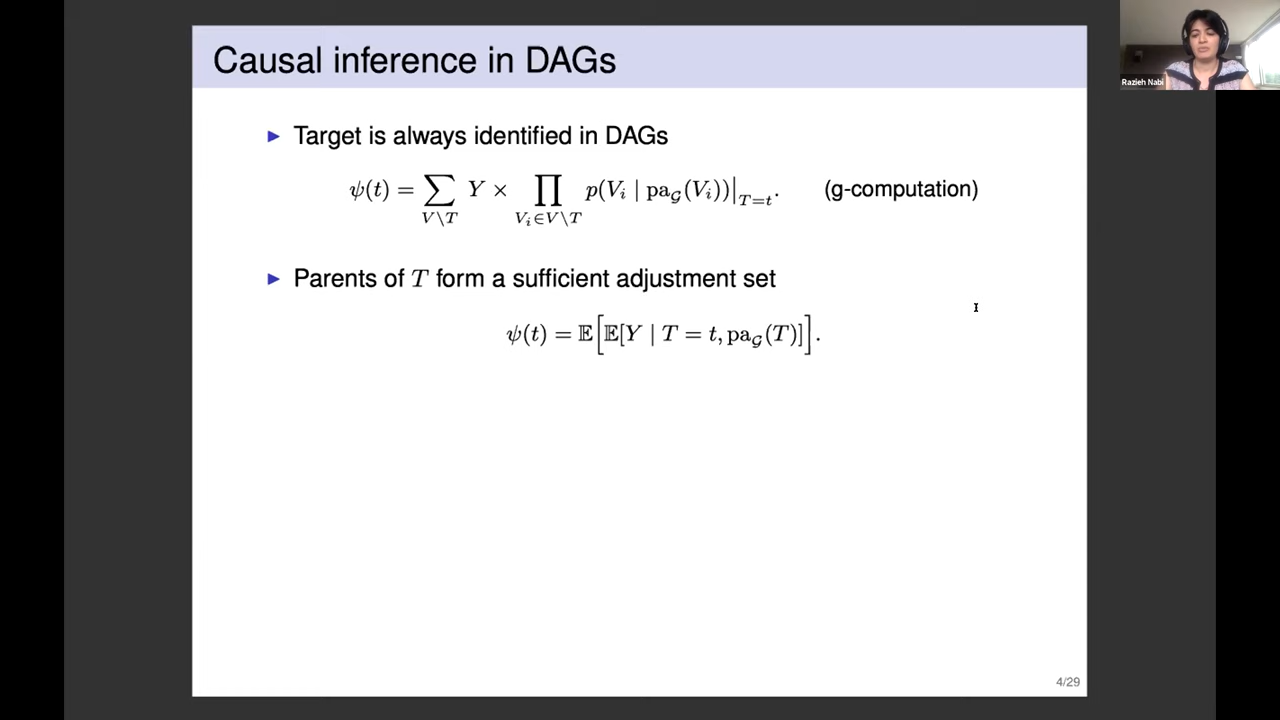 Causal inference in DAGs
Razieh Nabi
▶ Target is always identified in DAGs
ψ(t) = ∑_{V\T} Y × ∏_{V_i∈V\T} p(V_i | pa_𝒢(V_i))|_{T=t}. (g-computation)
▶ Parents of T form a sufficient adjustment set
ψ(t) = 𝔼[𝔼[Y | T = t, pa_𝒢(T)]].
4/29